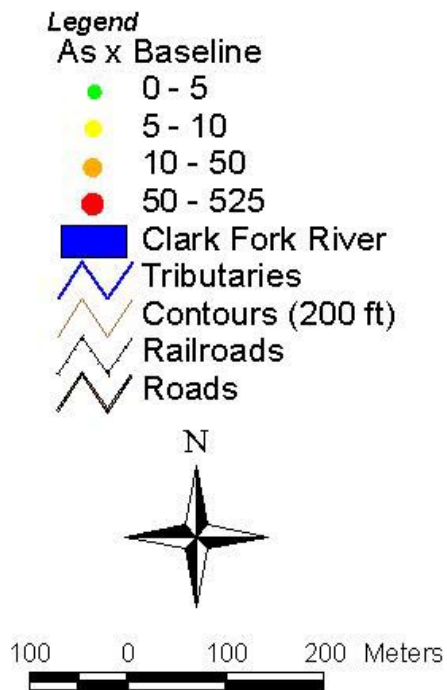 Legend
As x Baseline
0 - 5
5 - 10
10 - 50
50 - 525
Clark Fork River
Tributaries
Contours (200 ft)
Railroads
Roads
N
100 0 100 200 Meters